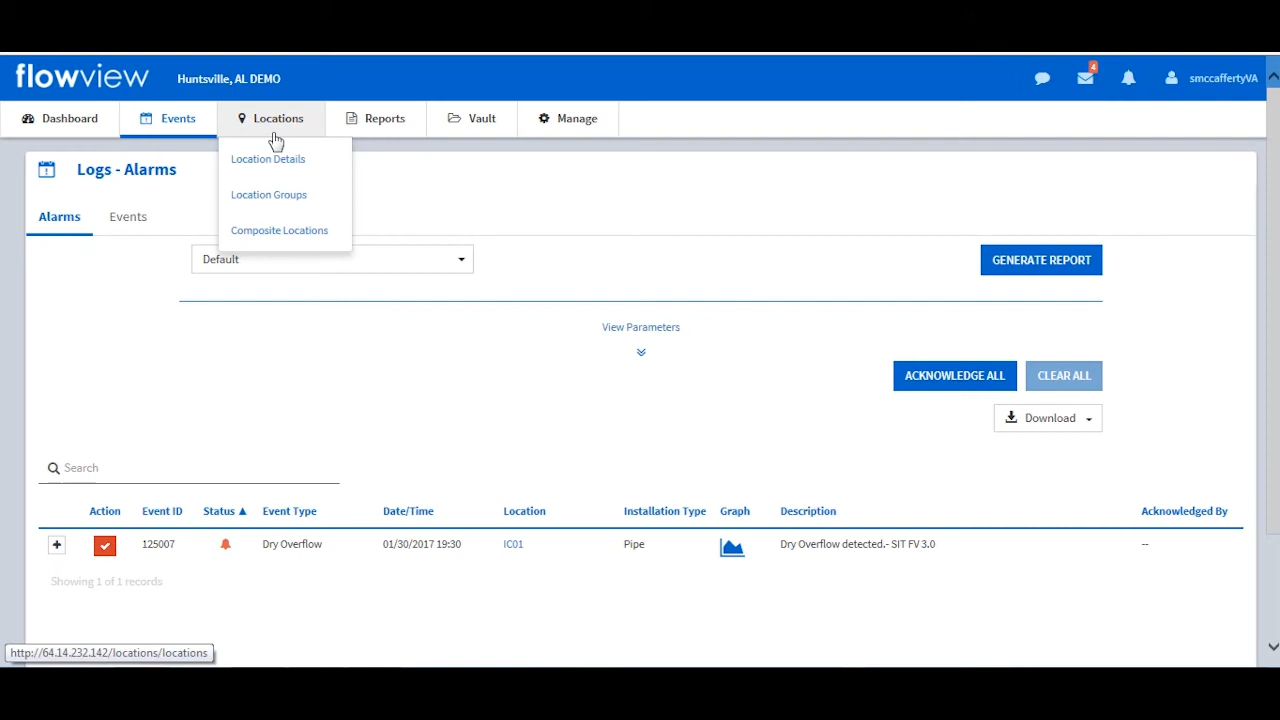 flowview Huntsville, AL DEMO 4 smccaffertyVA
Dashboard Events Locations Reports Vault Manage
Location Details
Location Groups
Composite Locations
Logs - Alarms
Alarms Events
Default GENERATE REPORT
View Parameters
ACKNOWLEDGE ALL CLEAR ALL
Download
Search
Action Event ID Status Event Type Date/Time Location Installation Type Graph Description Acknowledged By
125007 Dry Overflow 01/30/2017 19:30 IC01 Pipe Dry Overflow detected.- SIT FV 3.0 --
Showing 1 of 1 records
http://64.14.232.142/locations/locations